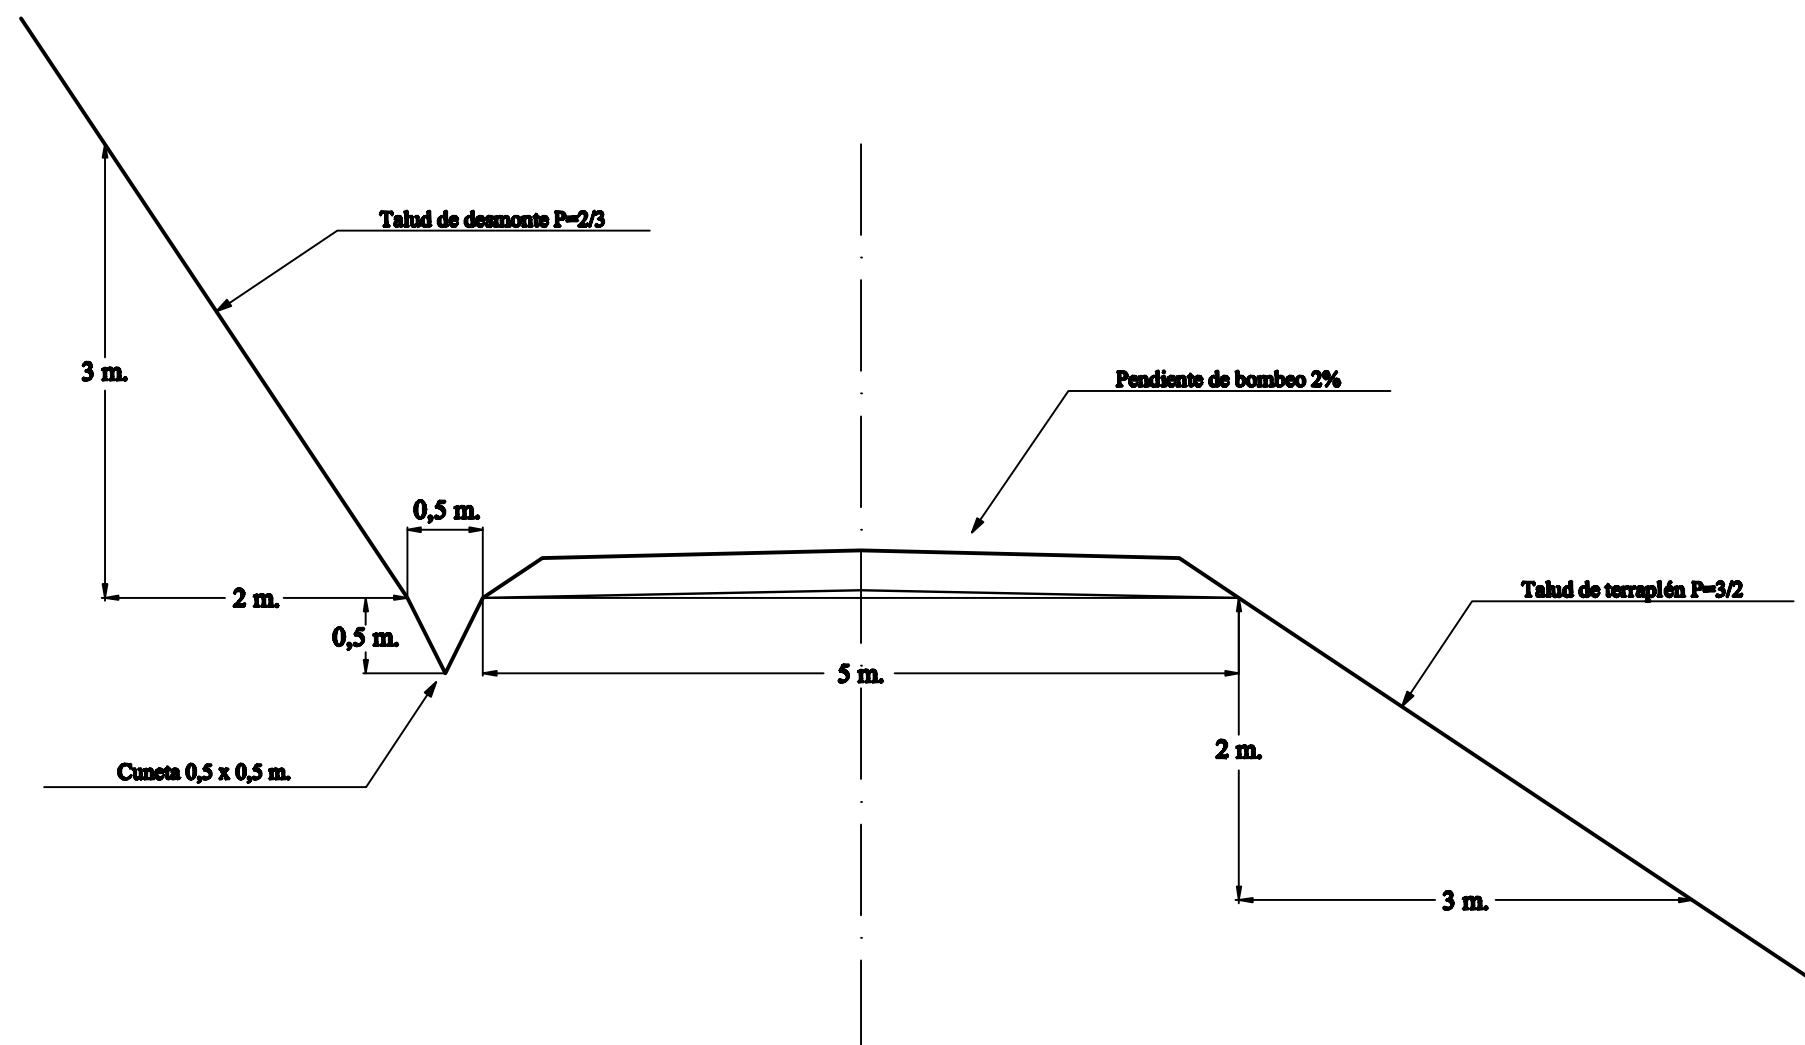 Talud de desmonte P=2/3
3 m.
Pendiente de bombeo 2%
0,5 m.
2 m.
Talud de terraplén P=3/2
0,5 m.
5 m.
2 m.
Cuneta 0,5 x 0,5 m.
3 m.